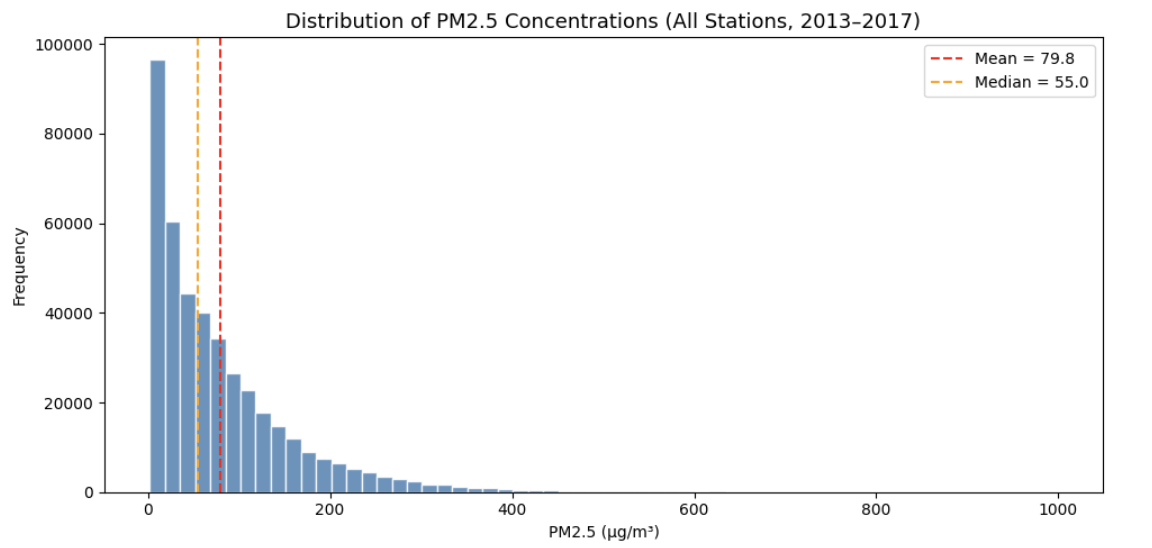 Distribution of PM2.5 Concentrations (All Stations, 2013–2017)
Mean = 79.8
Median = 55.0
100000
80000
60000
40000
20000
0
Frequency
0 200 400 600 800 1000
PM2.5 (µg/m³)